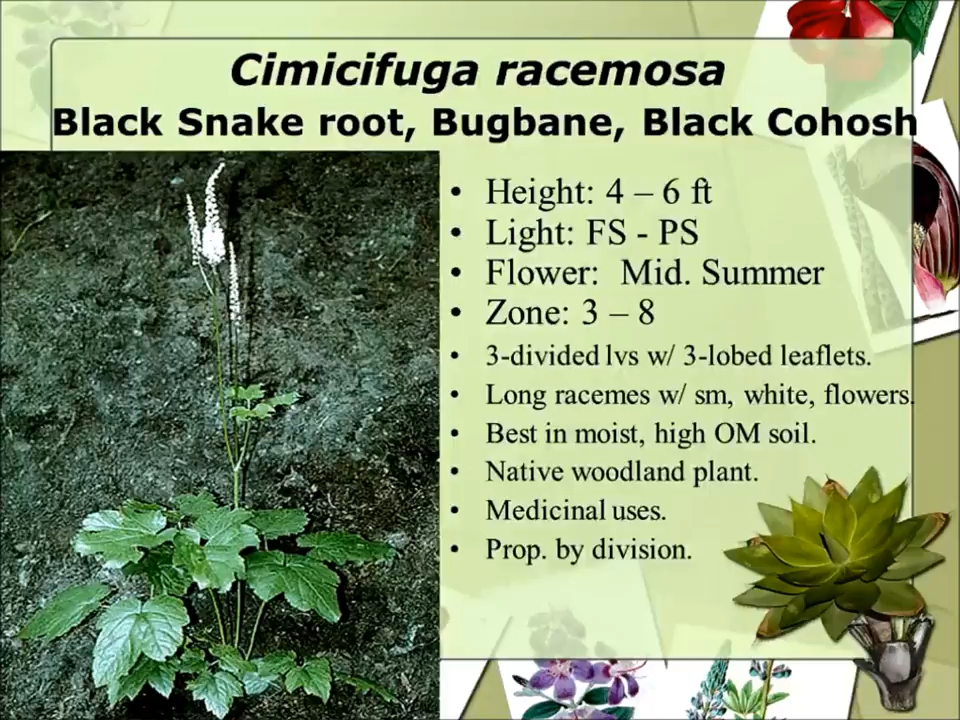 Cimicifuga racemosa
Black Snake root, Bugbane, Black Cohosh
• Height: 4 – 6 ft
• Light: FS - PS
• Flower: Mid. Summer
• Zone: 3 – 8
• 3-divided lvs w/ 3-lobed leaflets.
• Long racemes w/ sm, white, flowers.
• Best in moist, high OM soil.
• Native woodland plant.
• Medicinal uses.
• Prop. by division.